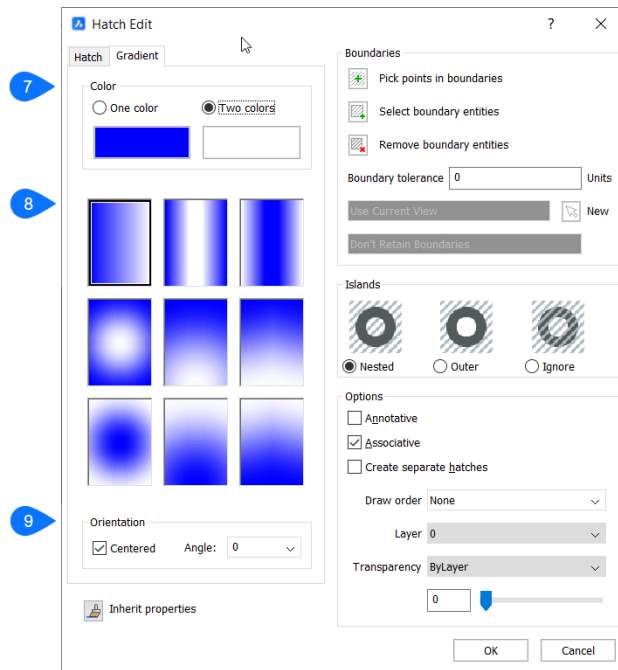 Hatch Edit
?
Hatch
Gradient
7
Color
One color
Two colors
8
9
Orientation
Centered
Angle:
0
Inherit properties
Boundaries
Pick points in boundaries
Select boundary entities
Remove boundary entities
Boundary tolerance
0
Units
Use Current View
New
Don't Retain Boundaries
Islands
Nested
Outer
Ignore
Options
Annotative
Associative
Create separate hatches
Draw order
None
Layer
0
Transparency
ByLayer
0
OK
Cancel